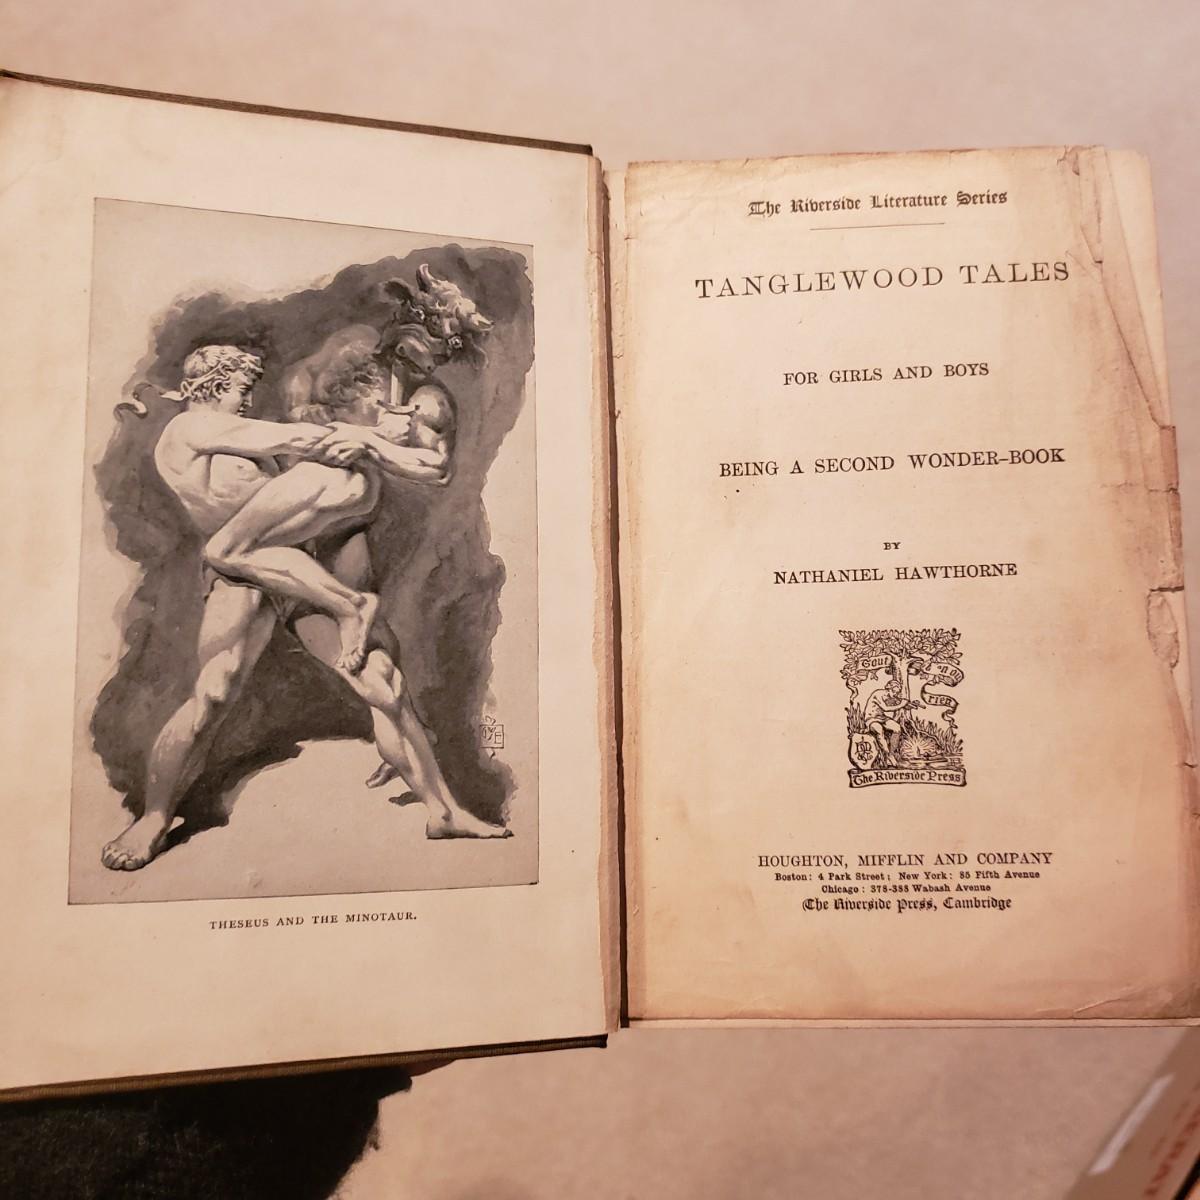 THESEUS AND THE MINOTAUR.
The Riverside Literature Series
TANGLEWOOD TALES
FOR GIRLS AND BOYS
BEING A SECOND WONDER-BOOK
BY
NATHANIEL HAWTHORNE
Tout
rien
The Riverside Press
HOUGHTON, MIFFLIN AND COMPANY
Boston: 4 Park Street; New York: 85 Fifth Avenue
Chicago: 378-388 Wabash Avenue
The Riverside Press, Cambridge